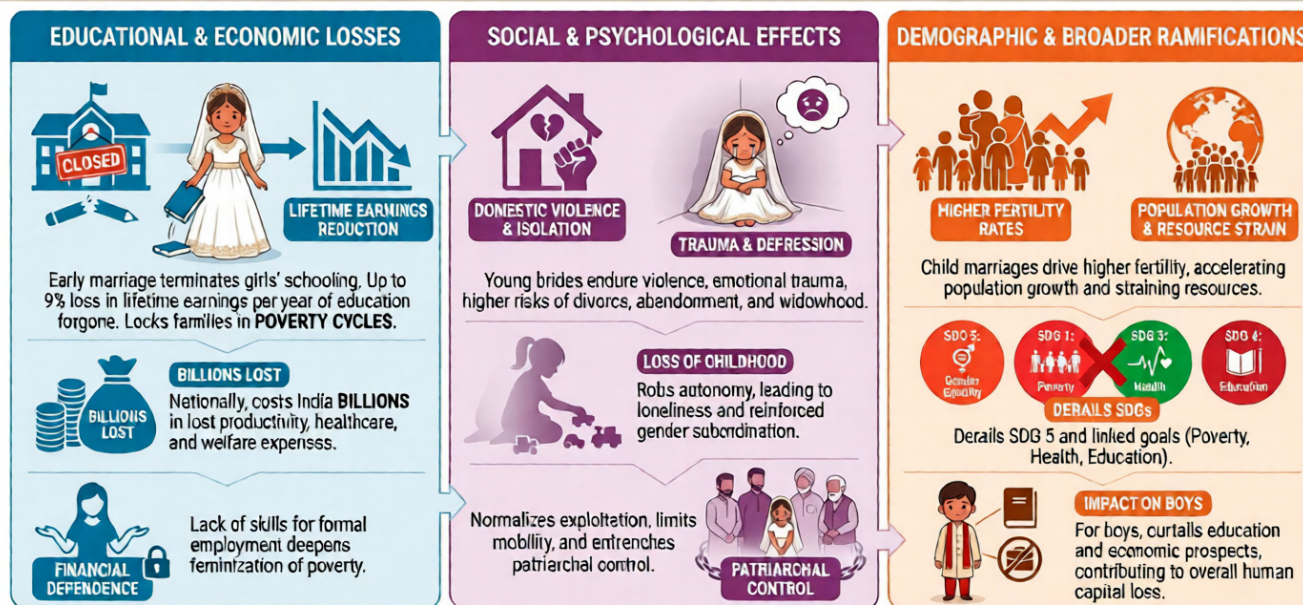 EDUCATIONAL & ECONOMIC LOSSES
CLOSED
LIFETIME EARNINGS
REDUCTION
Early marriage terminates girls' schooling. Up to
9% loss in lifetime earnings per year of education
forgone. Locks families in POVERTY CYCLES.
BILLIONS
LOST
BILLIONS LOST
Netionally, costs India BILLIONS
in lost productivity, healthcare,
and welfare expensss.
FINANCIAL
DEPENDENCE
Lack of skills for formal
employment deepens
feminization of poverty.
SOCIAL & PSYCHOLOGICAL EFFECTS
DOMESTIC VIOLENCE
& ISOLATION
TRAUMA & DEFRESSION
Young brides endure violence, emotional trauma,
higher risks of divorce, abandonment, and widowhood.
LOSS OF CHILDHOOD
Robs autonomy, leading to
loneliness and reinforced
gender subordination.
Normalizes exploitation, limits
mobility, and entrenches
patriarchal control.
PATRIARCHAL
CONTROL
DEMOGRAPHIC & BROADER RAMIFICATIONS
HIGHER FERTILITY
RATES
POPULATION GROWTH
& RESOURCE STRAIN
Child marriages drive higher fertility, accelerating
population growth and straining resources.
SDG 5:
Gender
Equality
SDG 1:
Poverty
SDG 3:
Health
SDG 4:
Education
DERAILS SDGs
Derails SDG 5 and linked goals (Poverty,
Health, Education).
IMPACT ON BOYS
For boys, curtails education
and economic prospects,
contributing to overall human
capital loss.